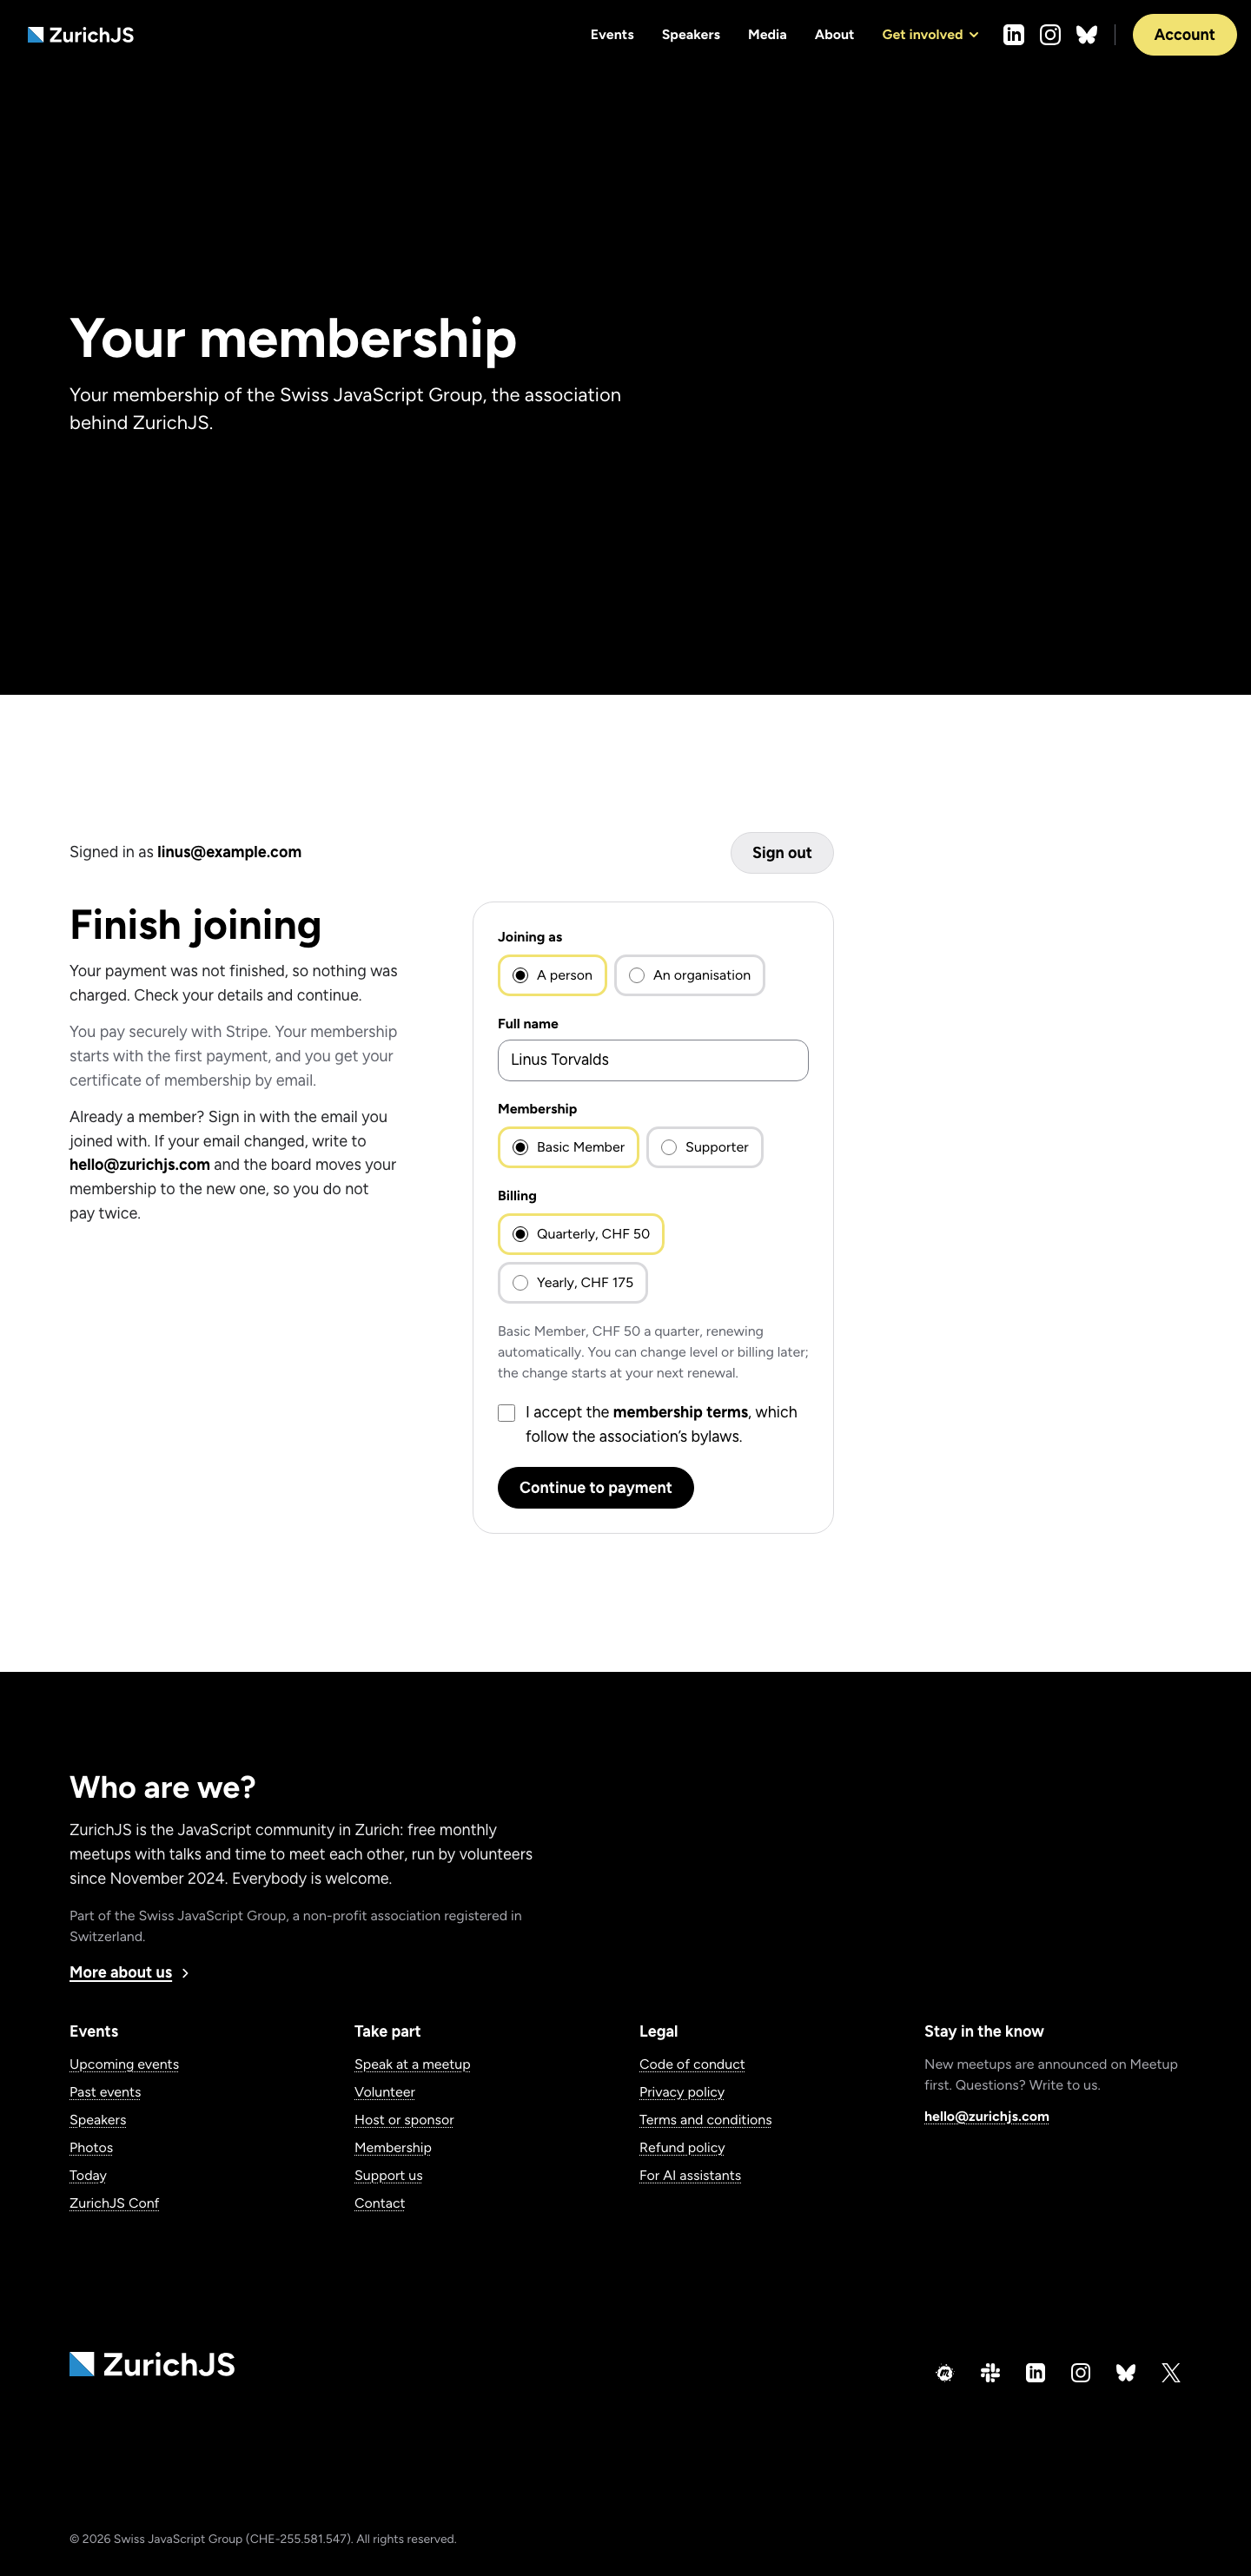 ZurichJS
Events
Speakers
Media
About
Get involved
Account
Your membership
Your membership of the Swiss JavaScript Group, the association
behind ZurichJS.
Signed in as linus@example.com
Sign out
Finish joining
Your payment was not finished, so nothing was
charged. Check your details and continue.
You pay securely with Stripe. Your membership
starts with the first payment, and you get your
certificate of membership by email.
Already a member? Sign in with the email you
joined with. If your email changed, write to
hello@zurichjs.com and the board moves your
membership to the new one, so you do not
pay twice.
Joining as
A person
An organisation
Full name
Linus Torvalds
Membership
Basic Member
Supporter
Billing
Quarterly, CHF 50
Yearly, CHF 175
Basic Member, CHF 50 a quarter, renewing
automatically. You can change level or billing later;
the change starts at your next renewal.
I accept the membership terms, which
follow the association’s bylaws.
Continue to payment
Who are we?
ZurichJS is the JavaScript community in Zurich: free monthly
meetups with talks and time to meet each other, run by volunteers
since November 2024. Everybody is welcome.
Part of the Swiss JavaScript Group, a non-profit association registered in
Switzerland.
More about us
Events
Upcoming events
Past events
Speakers
Photos
Today
ZurichJS Conf
Take part
Speak at a meetup
Volunteer
Host or sponsor
Membership
Support us
Contact
Legal
Code of conduct
Privacy policy
Terms and conditions
Refund policy
For AI assistants
Stay in the know
New meetups are announced on Meetup
first. Questions? Write to us.
hello@zurichjs.com
ZurichJS
© 2026 Swiss JavaScript Group (CHE-255.581.547). All rights reserved.